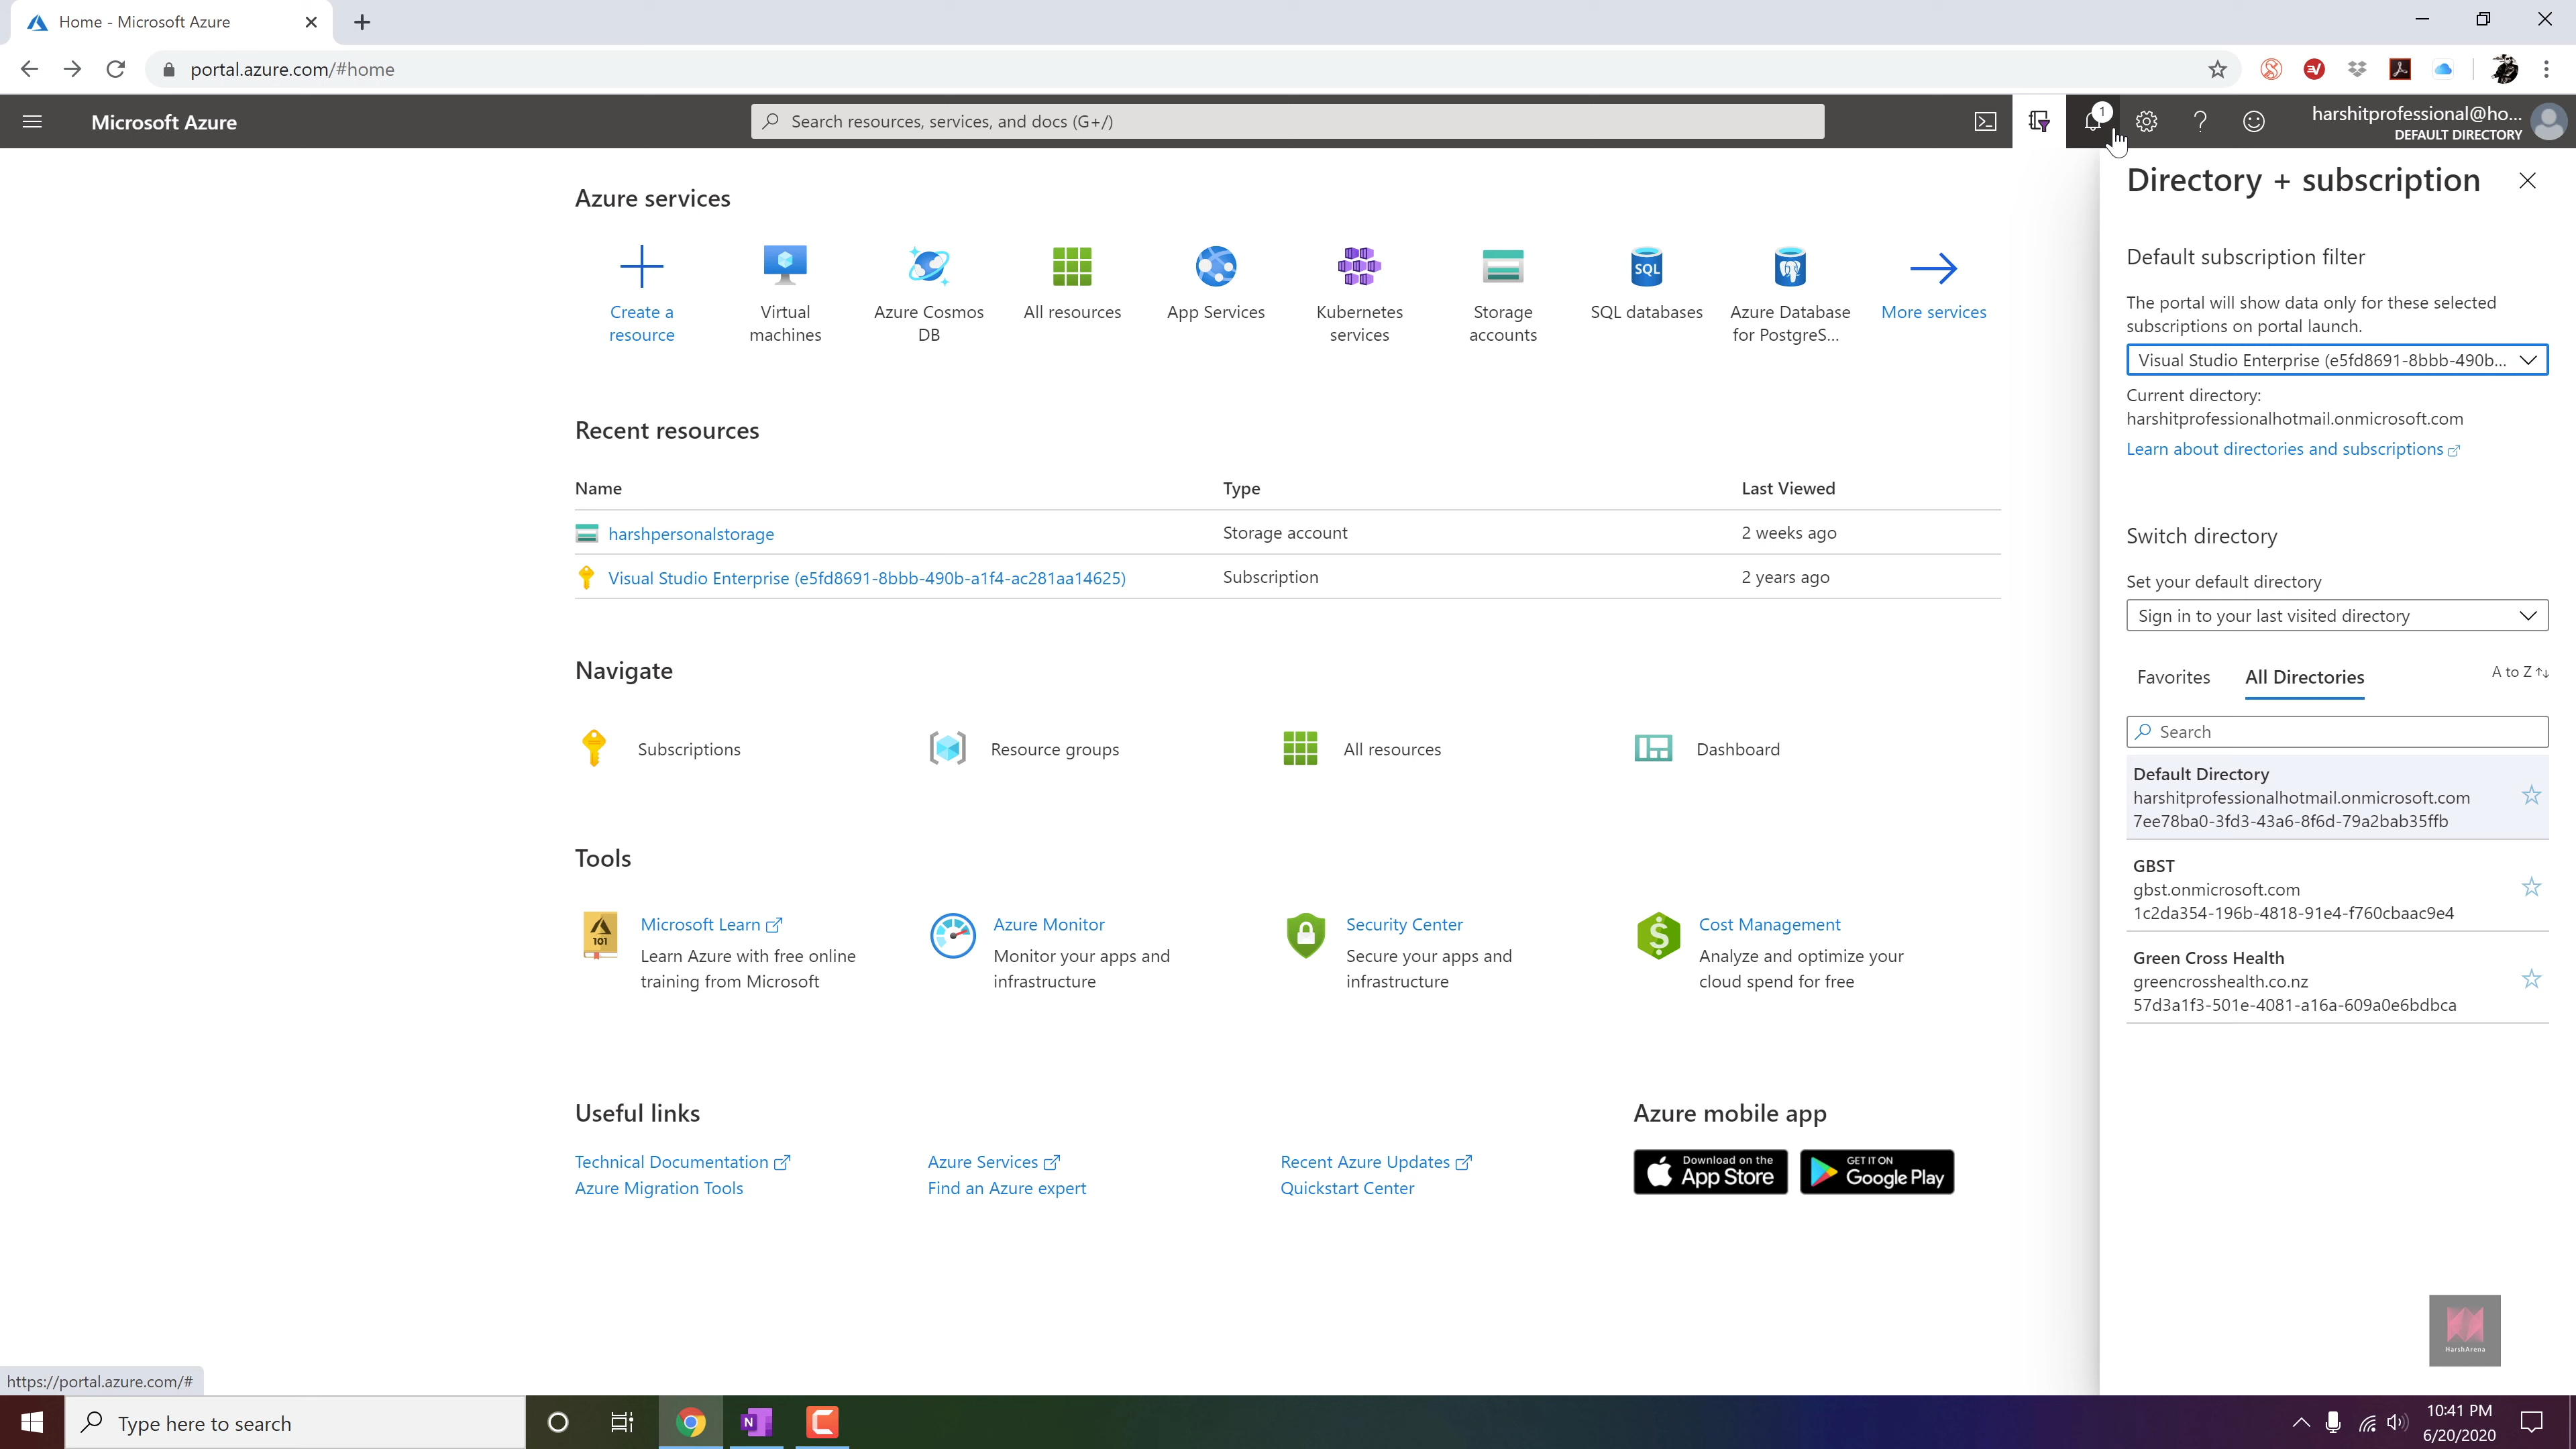 Home - Microsoft Azure
portal.azure.com/#home
Microsoft Azure
Search resources, services, and docs (G+/)
1
harshitprofessional@ho...
DEFAULT DIRECTORY
Azure services
Create a
resource
Virtual
machines
Azure Cosmos
DB
All resources
App Services
Kubernetes
services
Storage
accounts
SQL
SQL databases
Azure Database
for PostgreS...
More services
Recent resources
Name Type Last Viewed
harshpersonalstorage Storage account 2 weeks ago
Visual Studio Enterprise (e5fd8691-8bbb-490b-a1f4-ac281aa14625) Subscription 2 years ago
Navigate
Subscriptions Resource groups All resources Dashboard
Tools
101
Microsoft Learn
Learn Azure with free online
training from Microsoft
Azure Monitor
Monitor your apps and
infrastructure
Security Center
Secure your apps and
infrastructure
Cost Management
Analyze and optimize your
cloud spend for free
Useful links
Technical Documentation
Azure Migration Tools
Azure Services
Find an Azure expert
Recent Azure Updates
Quickstart Center
Azure mobile app
Download on the
App Store
GET IT ON
Google Play
Directory + subscription
Default subscription filter
The portal will show data only for these selected
subscriptions on portal launch.
Visual Studio Enterprise (e5fd8691-8bbb-490b...
Current directory:
harshitprofessionalhotmail.onmicrosoft.com
Learn about directories and subscriptions
Switch directory
Set your default directory
Sign in to your last visited directory
Favorites All Directories A to Z
Search
Default Directory
harshitprofessionalhotmail.onmicrosoft.com
7ee78ba0-3fd3-43a6-8f6d-79a2bab35ffb
GBST
gbst.onmicrosoft.com
1c2da354-196b-4818-91e4-f760cbaac9e4
Green Cross Health
greencrosshealth.co.nz
57d3a1f3-501e-4081-a16a-609a0e6bdbca
HarshArena
https://portal.azure.com/#
Type here to search
10:41 PM
6/20/2020